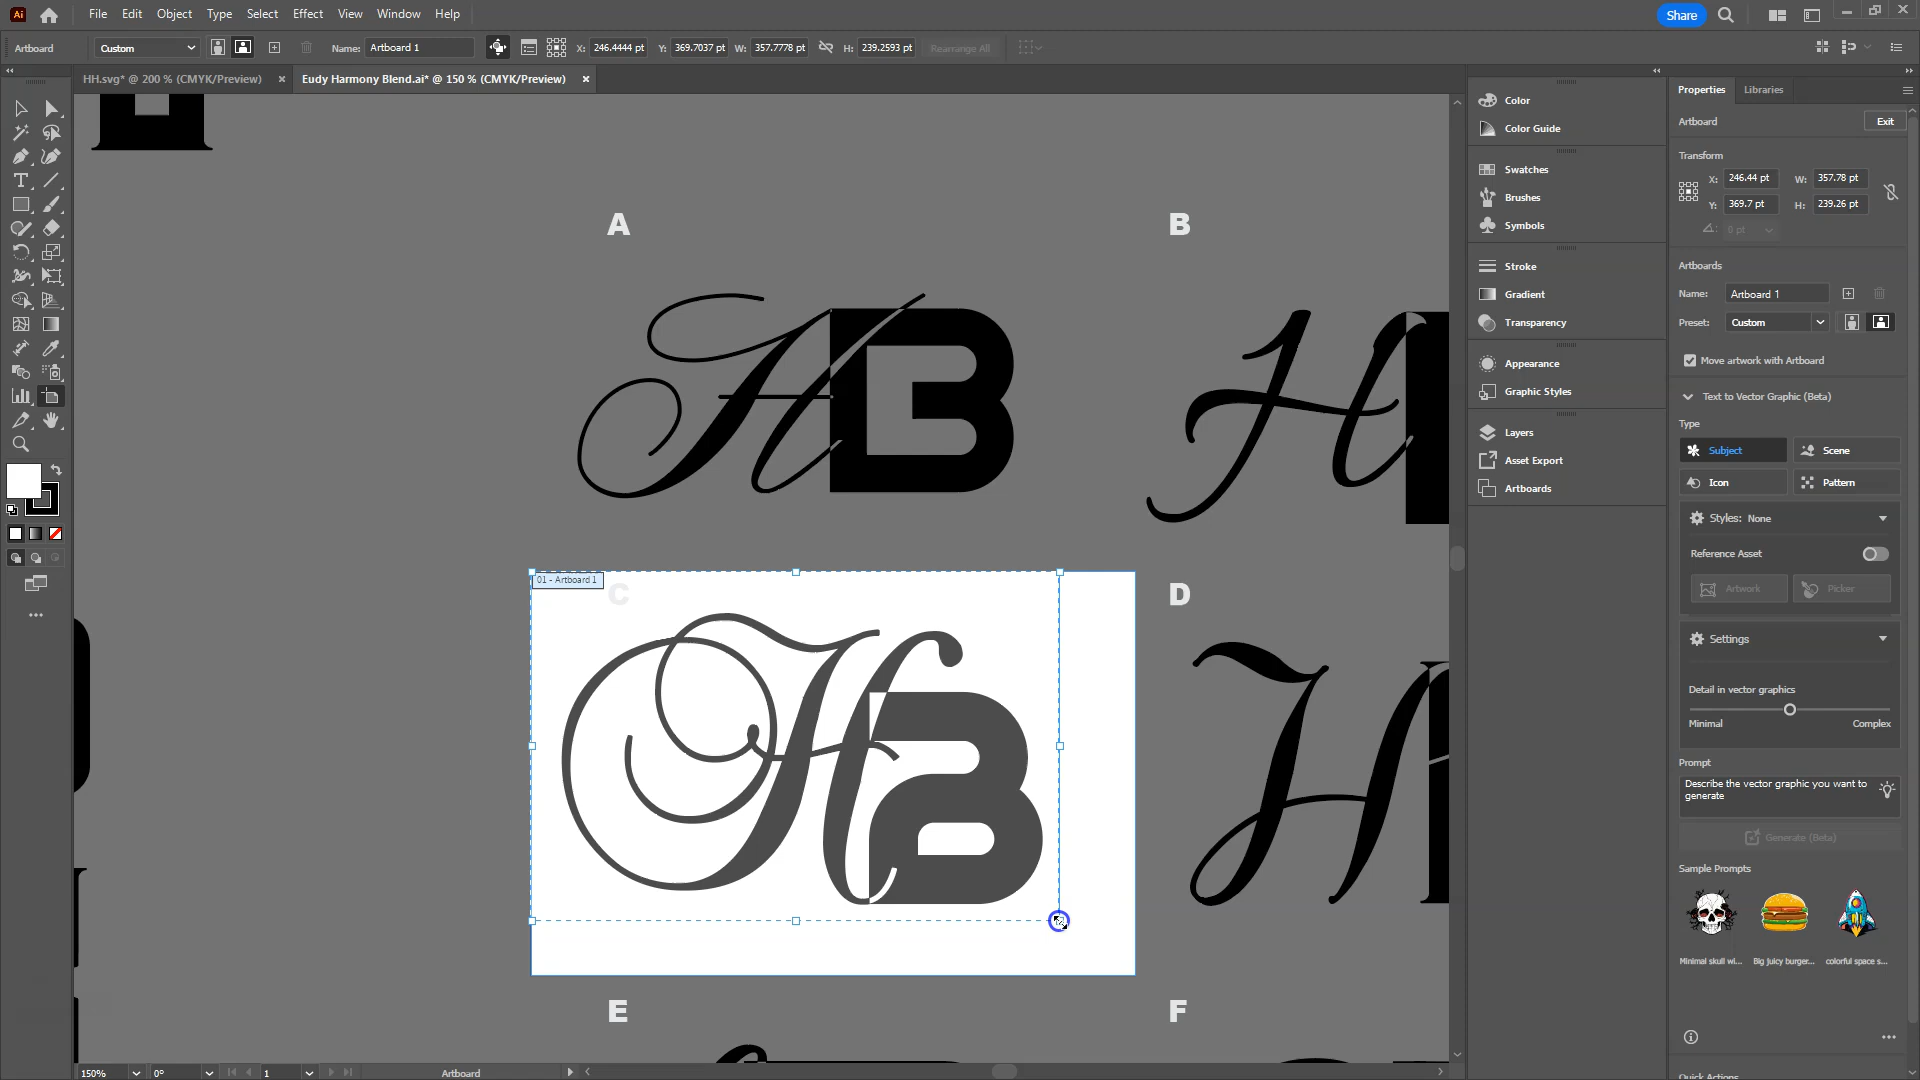 Ai
File Edit Object Type Select Effect View Window Help
Share
Artboard Custom Name: Artboard 1 X: 246.4444 pt Y: 369.7037 pt W: 357.7778 pt H: 239.2593 pt Rearrange All
HH.svg* @ 200 % (CMYK/Preview)
Eudy Harmony Blend.ai* @ 150 % (CMYK/Preview)
A
B
HB
H
01 - Artboard 1
C
D
HB
H
E
F
150% 0° 1 Artboard
Color
Color Guide
Swatches
Brushes
Symbols
Stroke
Gradient
Transparency
Appearance
Graphic Styles
Layers
Asset Export
Artboards
Properties Libraries
Artboard Exit
Transform
X: 246.44 pt W: 357.78 pt
Y: 369.7 pt H: 239.26 pt
0 pt
Artboards
Name: Artboard 1
Preset: Custom
Move artwork with Artboard
Text to Vector Graphic (Beta)
Type
Subject Scene
Icon Pattern
Styles: None
Reference Asset
Artwork Picker
Settings
Detail in vector graphics
Minimal Complex
Prompt
Describe the vector graphic you want to
generate
Generate (Beta)
Sample Prompts
Minimal skull wi... Big juicy burger... colorful space s...
Quick Actions